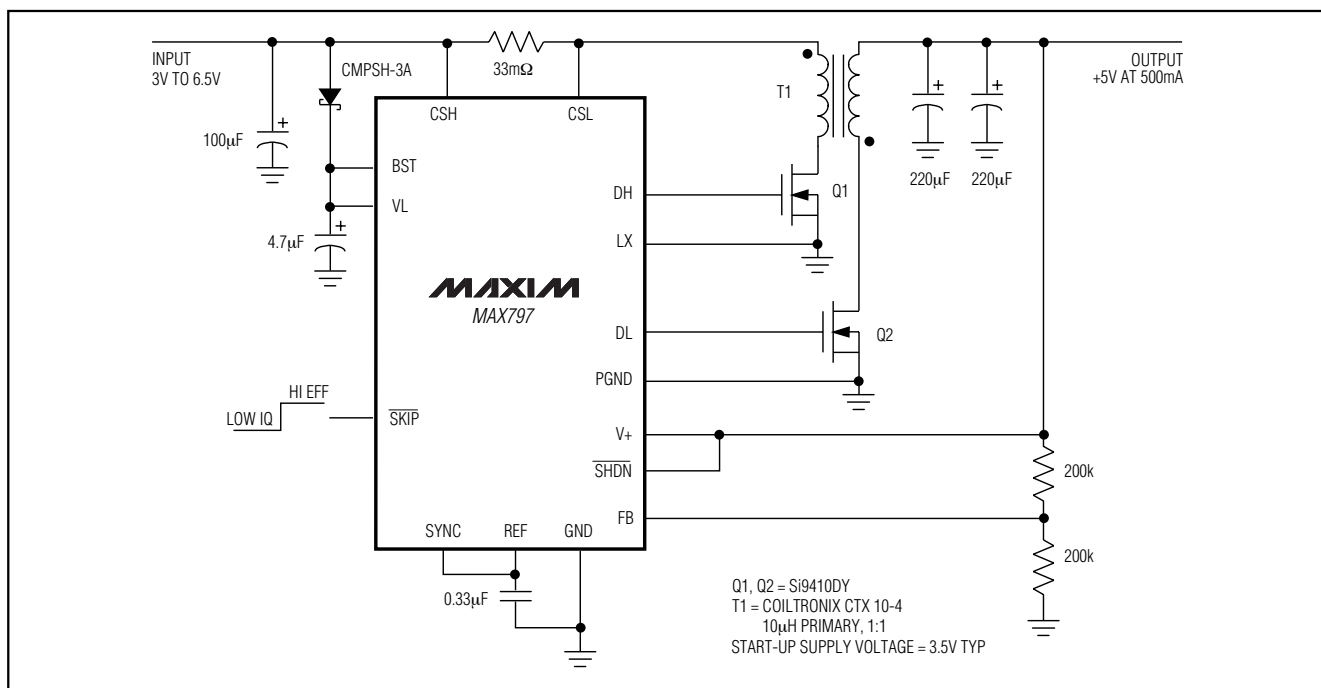 INPUT
3V TO 6.5V
CMPSH-3A
33mΩ
T1
OUTPUT
+5V AT 500mA
CSH
CSL
100µF
+
+
+
220µF
220µF
BST
VL
+
4.7µF
DH
Q1
LX
MAXIM
MAX797
DL
Q2
PGND
HI EFF
LOW IQ
SKIP
V+
SHDN
200k
FB
SYNC
REF
GND
200k
0.33µF
Q1, Q2 = Si9410DY
T1 = COILTRONIX CTX 10-4
10µH PRIMARY, 1:1
START-UP SUPPLY VOLTAGE = 3.5V TYP